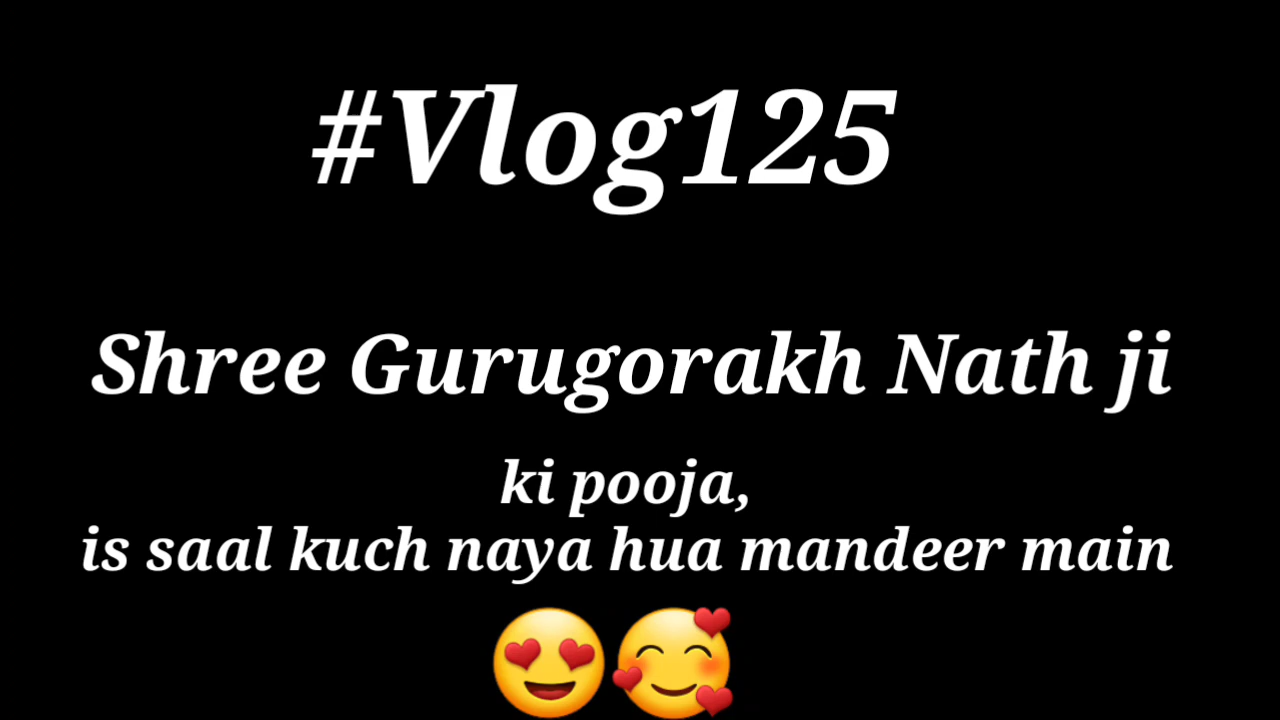 #Vlog125
Shree Gurugorakh Nath ji
ki pooja,
is saal kuch naya hua mandeer main
😍🥰